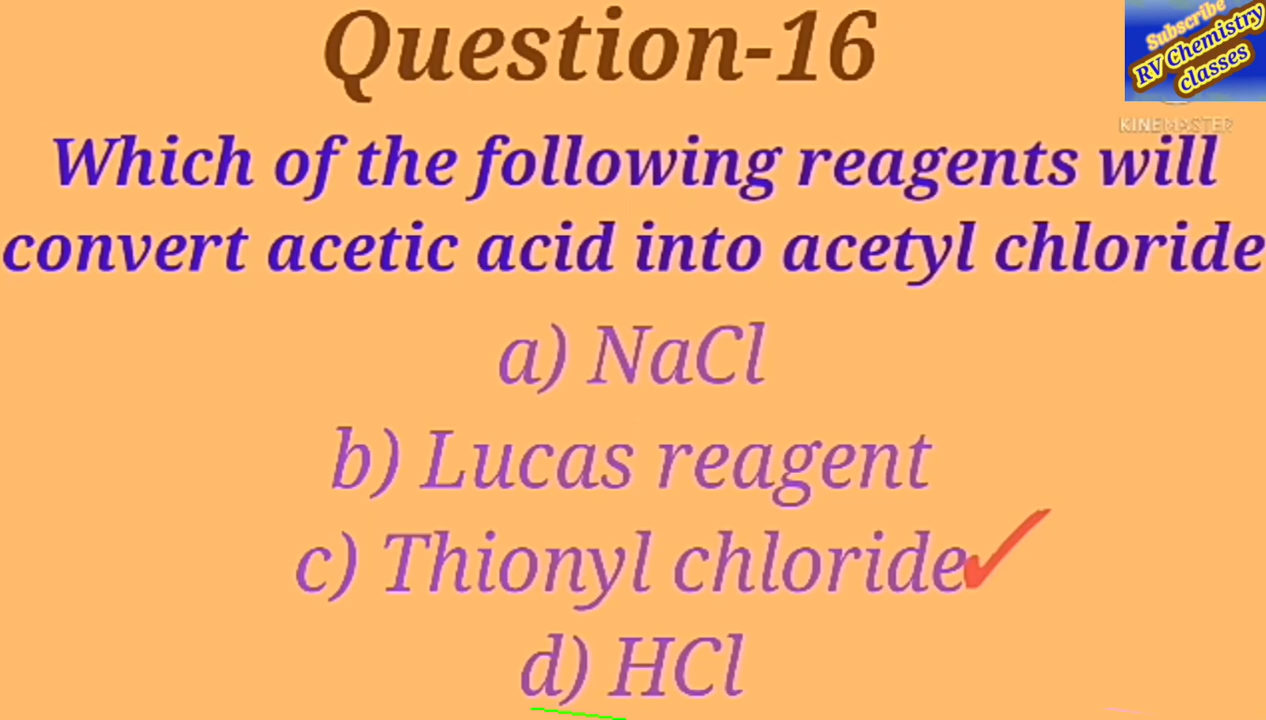 Question-16
Subscribe
RV Chemistry
classes
KINEMASTER
Which of the following reagents will
convert acetic acid into acetyl chloride
a) NaCl
b) Lucas reagent
c) Thionyl chloride✓
d) HCl